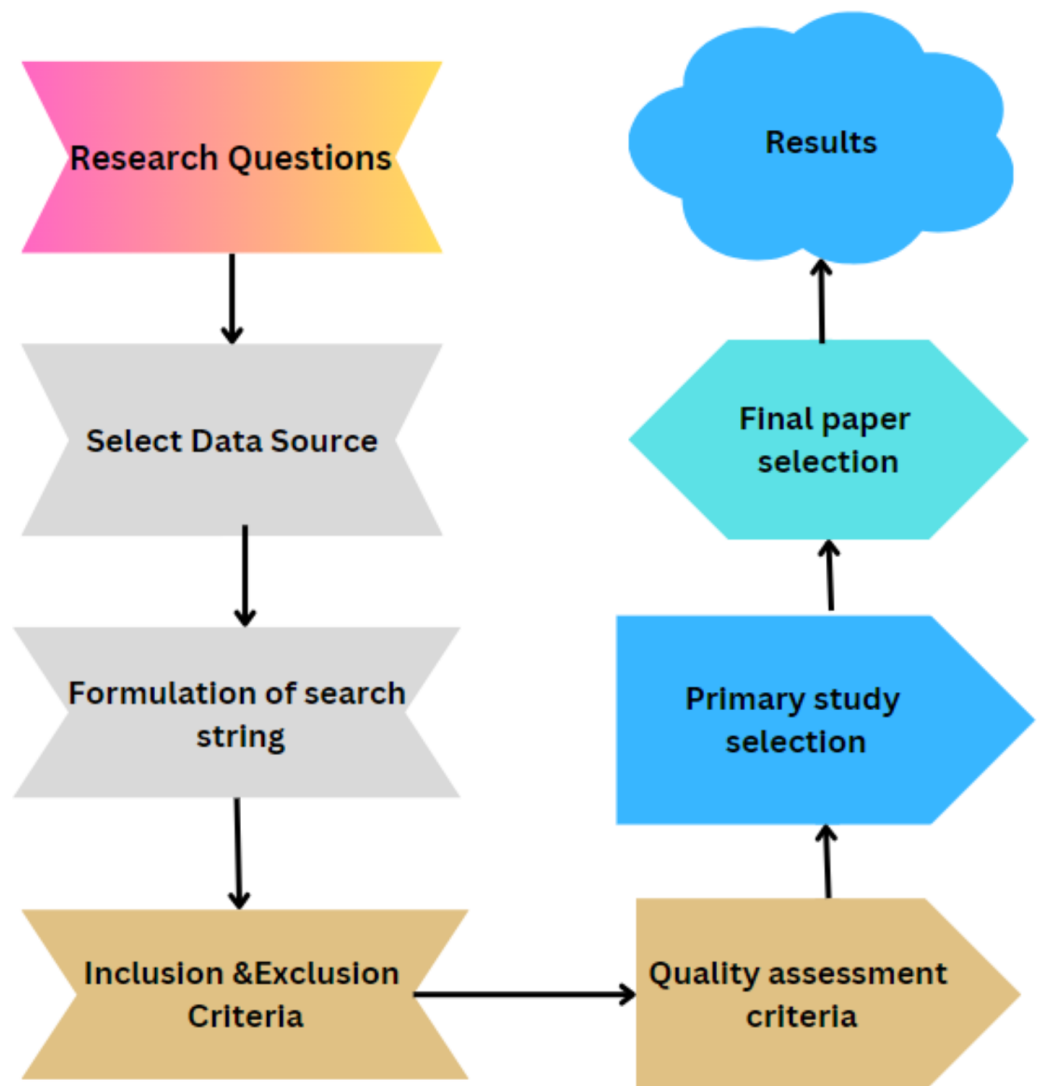 Research Questions
Select Data Source
Formulation of search
string
Inclusion &Exclusion
Criteria
Quality assessment
criteria
Primary study
selection
Final paper
selection
Results